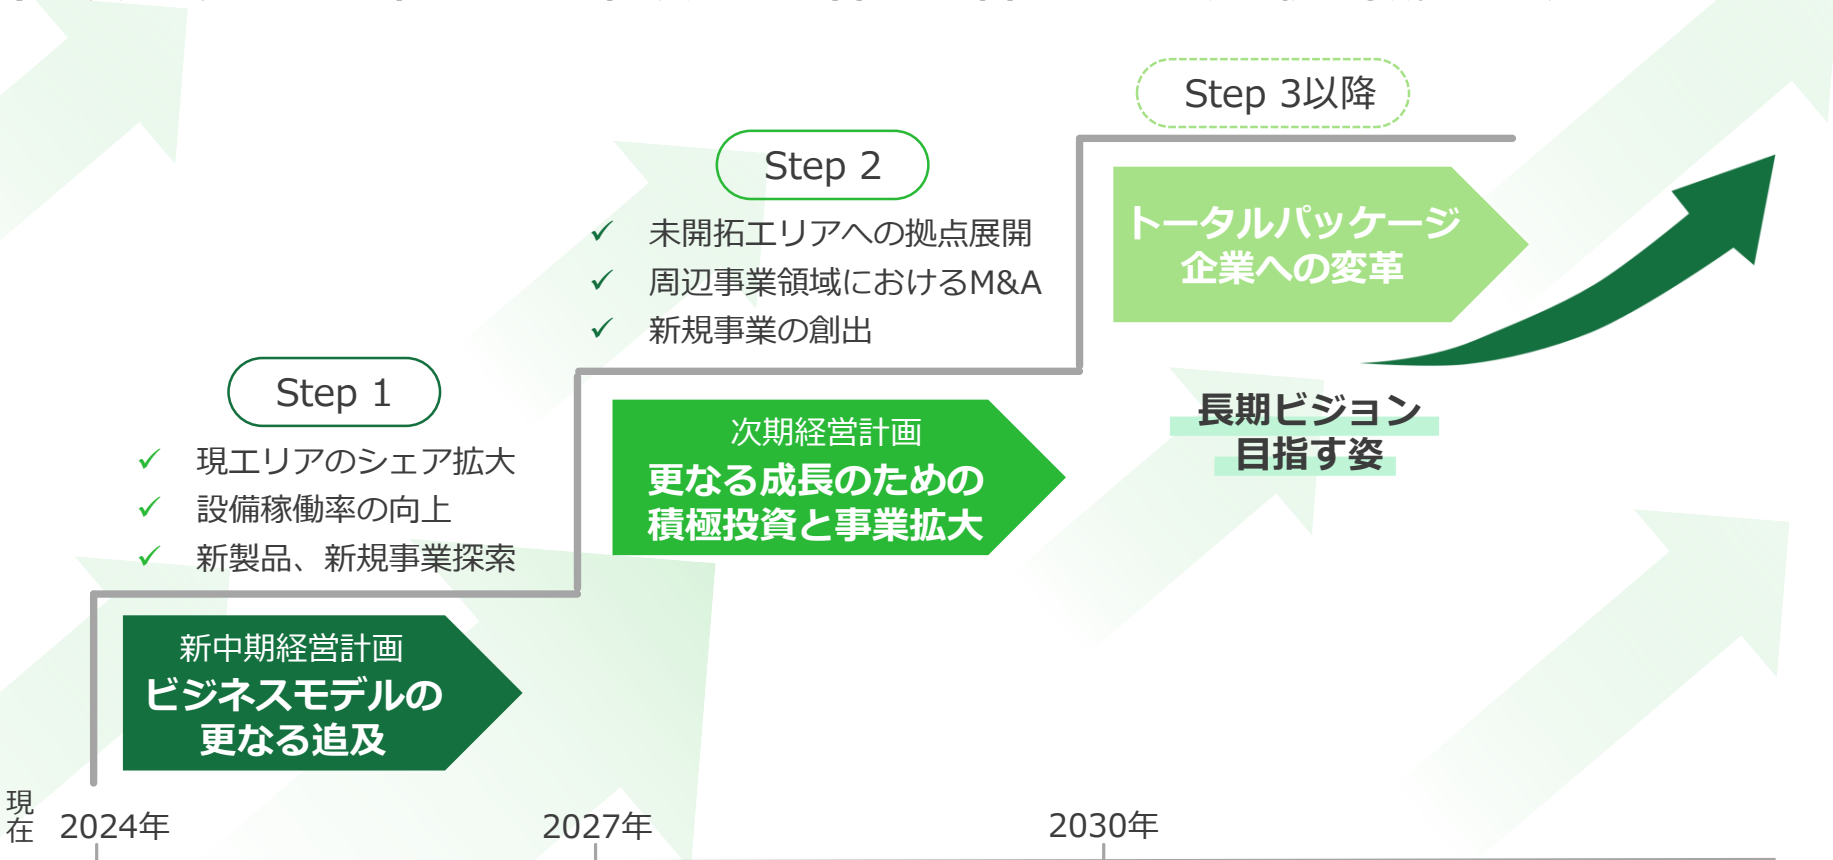 Step 3以降
トータルパッケージ
企業への変革
長期ビジョン
目指す姿
Step 2
未開拓エリアへの拠点展開
周辺事業領域におけるM&A
新規事業の創出
次期経営計画
更なる成長のための
積極投資と事業拡大
Step 1
現エリアのシェア拡大
設備稼働率の向上
新製品、新規事業探索
新中期経営計画
ビジネスモデルの
更なる追及
現在
2024年
2027年
2030年